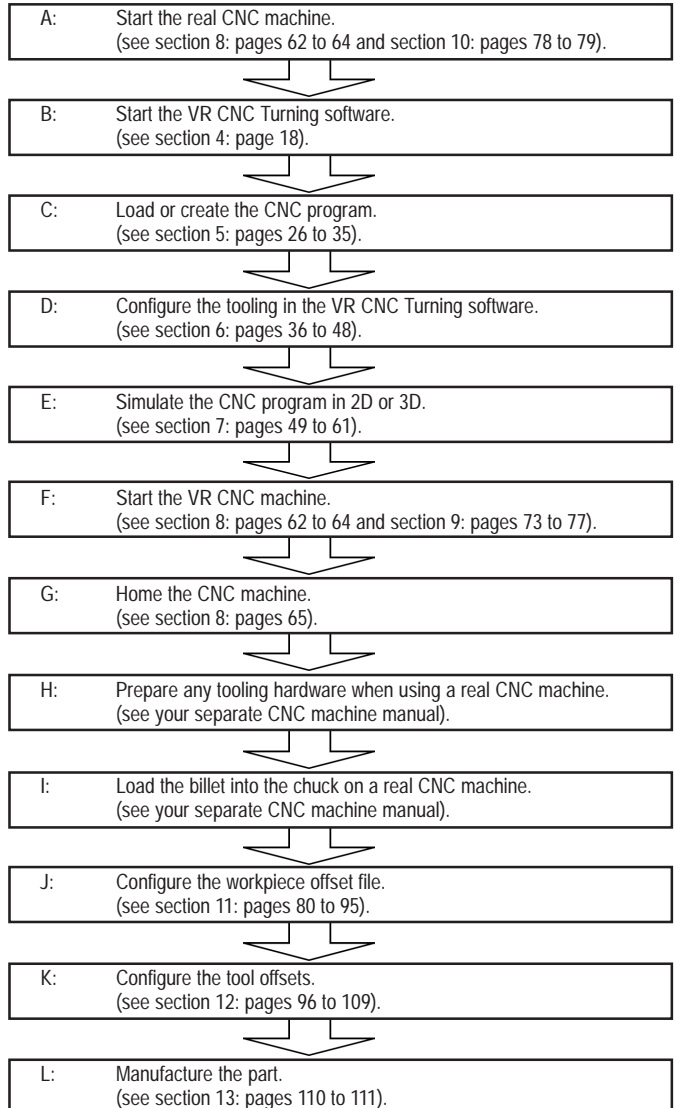 A: Start the real CNC machine.
(see section 8: pages 62 to 64 and section 10: pages 78 to 79).
B: Start the VR CNC Turning software.
(see section 4: page 18).
C: Load or create the CNC program.
(see section 5: pages 26 to 35).
D: Configure the tooling in the VR CNC Turning software.
(see section 6: pages 36 to 48).
E: Simulate the CNC program in 2D or 3D.
(see section 7: pages 49 to 61).
F: Start the VR CNC machine.
(see section 8: pages 62 to 64 and section 9: pages 73 to 77).
G: Home the CNC machine.
(see section 8: pages 65).
H: Prepare any tooling hardware when using a real CNC machine.
(see your separate CNC machine manual).
I: Load the billet into the chuck on a real CNC machine.
(see your separate CNC machine manual).
J: Configure the workpiece offset file.
(see section 11: pages 80 to 95).
K: Configure the tool offsets.
(see section 12: pages 96 to 109).
L: Manufacture the part.
(see section 13: pages 110 to 111).